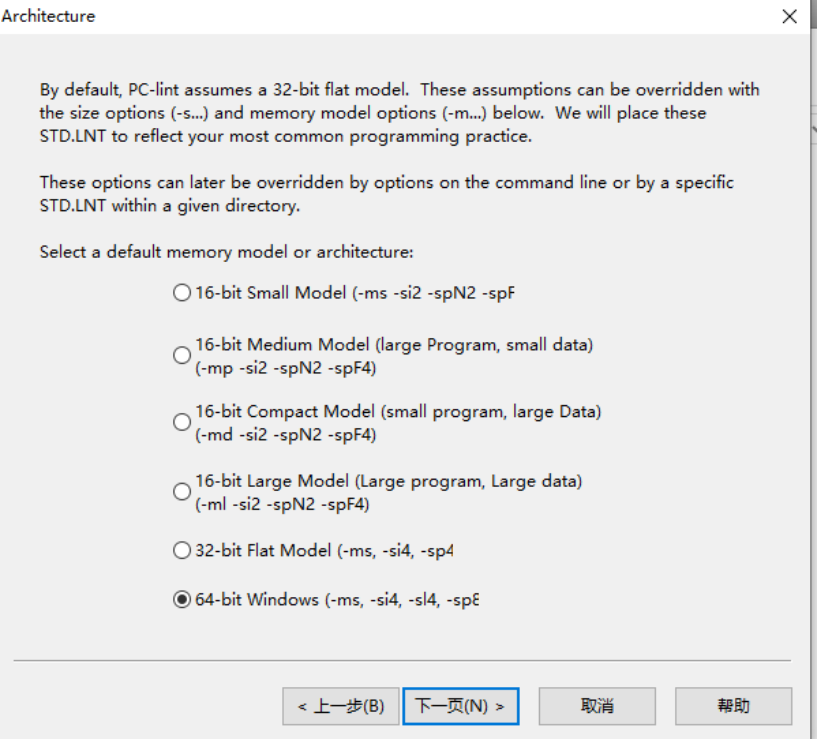 Architecture
By default, PC-lint assumes a 32-bit flat model.  These assumptions can be overridden with
the size options (-s...) and memory model options (-m...) below.  We will place these
STD.LNT to reflect your most common programming practice.
These options can later be overridden by options on the command line or by a specific
STD.LNT within a given directory.
Select a default memory model or architecture:
16-bit Small Model (-ms -si2 -spN2 -spF
16-bit Medium Model (large Program, small data)
(-mp -si2 -spN2 -spF4)
16-bit Compact Model (small program, large Data)
(-md -si2 -spN2 -spF4)
16-bit Large Model (Large program, Large data)
(-ml -si2 -spN2 -spF4)
32-bit Flat Model (-ms, -si4, -sp4
64-bit Windows (-ms, -si4, -sl4, -sp8
< 上一步(B) 下一页(N) > 取消 帮助